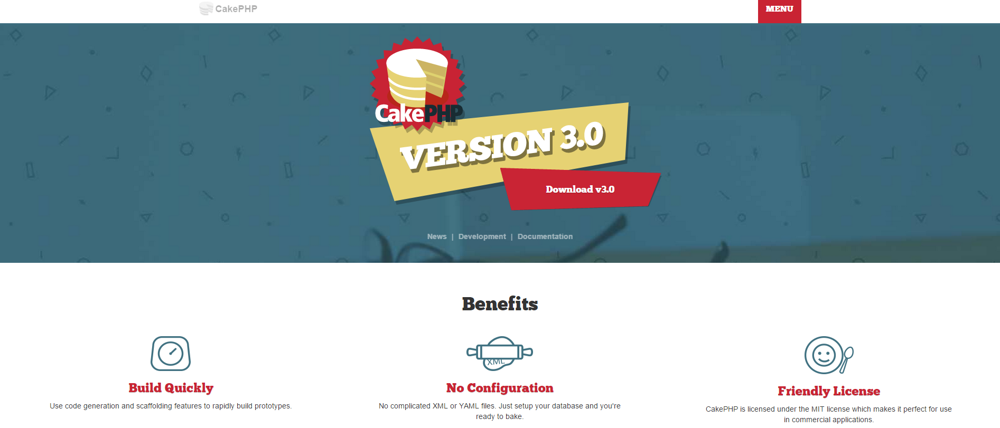 CakePHP
MENU
CakePHP
VERSION 3.0
Download v3.0
News | Development | Documentation
Benefits
XML
Build Quickly
Use code generation and scaffolding features to rapidly build prototypes.
No Configuration
No complicated XML or YAML files. Just setup your database and you're
ready to bake.
Friendly License
CakePHP is licensed under the MIT license which makes it perfect for use
in commercial applications.